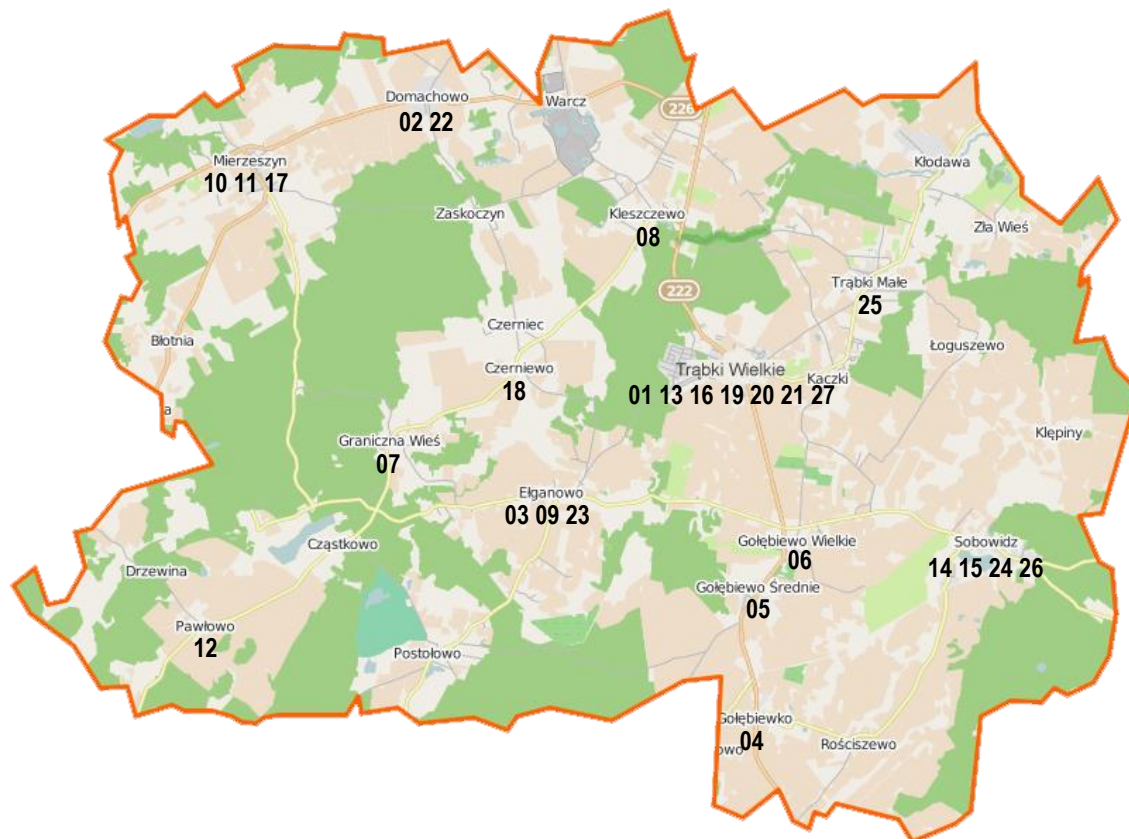 Domachowo
02 22
Warcz
226
Mierzeszyn
10 11 17
Kłodawa
Zaskoczyn
Kleszczewo
08
Zła Wieś
Trąbki Małe
25
222
Czerniec
Błotnia
Łoguszewo
Czerniewo
18
Trąbki Wielkie
Kaczki
01 13 16 19 20 21 27
a
Graniczna Wieś
07
Klępiny
Ełganowo
03 09 23
Cząstkowo
Gołębiewo Wielkie
06
Sobowidz
14 15 24 26
Drzewina
Gołębiewo Średnie
05
Pawłowo
12
Postołowo
Gołębiewko
04
owo
Rościszewo